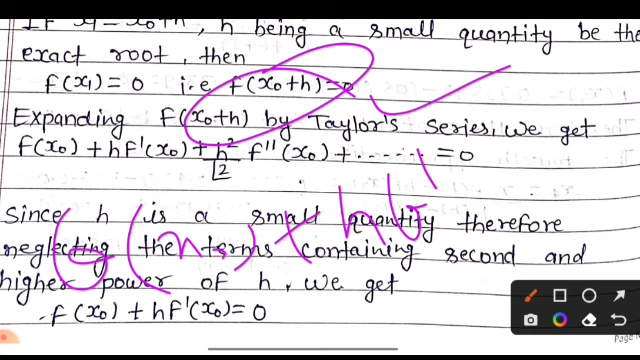 If x1 = x0+h, h being a small quantity be the
exact root, then
f(x1) = 0 i.e f(x0+h)=0
Expanding f(x0+h) by Taylor's series, we get
f(x0) + hf'(x0) + h²/⌊2 f''(x0) + ....... = 0
Since h is a small quantity therefore
neglecting the terms containing second and
higher power of h, we get
f(x0) + hf'(x0) = 0